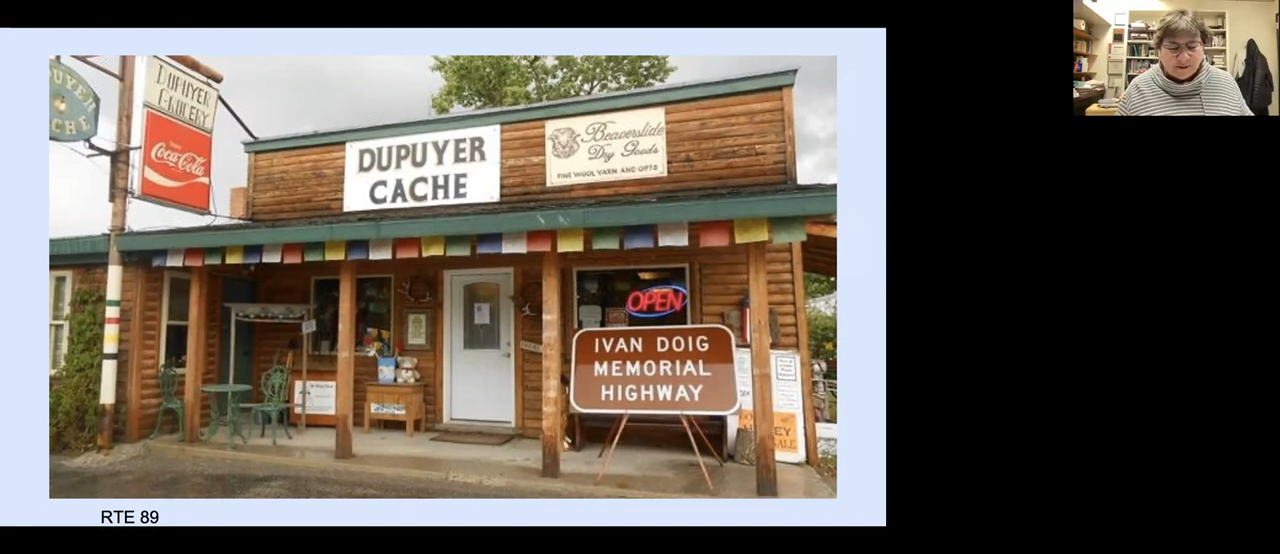 DUPUYER
GROCERY
Enjoy
Coca-Cola
DUPUYER
CACHE
Beaverslide
Dry Goods
FINE WOOL YARN AND GIFTS
OPEN
IVAN DOIG
MEMORIAL
HIGHWAY
RTE 89